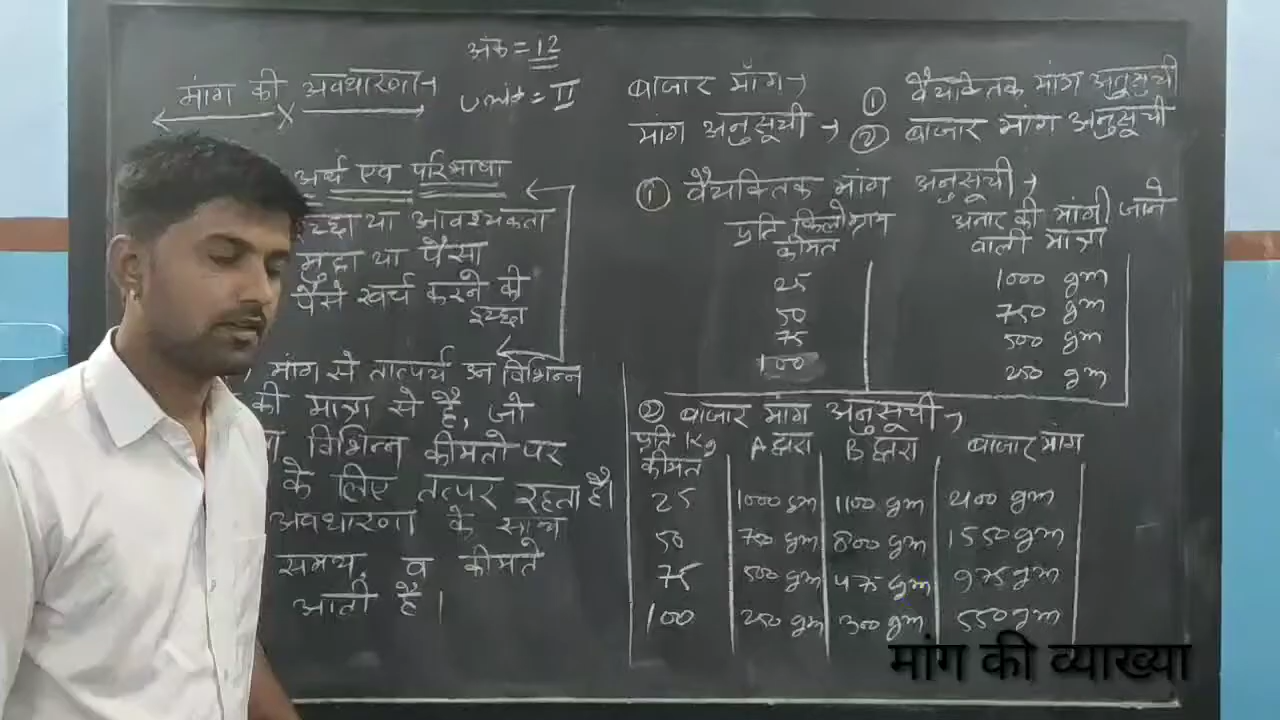 अंक = 12
मांग की अवधारणा →
Unit = II
अर्थ एवं परिभाषा
या आवश्यकता
मुद्रा या पैसा
पैसे खर्च करने की
इच्छा
मांग से तात्पर्य उन विभिन्न
की मात्रा से है, जो
विभिन्न कीमतो पर
के लिए तत्पर रहता है।
अवधारणा के साथ
समय, व कीमते
आती है।
बाजार माँग →
मांग अनुसूची →
① वैयक्तिक मांग अनुसूची
② बाजार मांग अनुसूची
① वैयक्तिक मांग अनुसूची →
प्रति किलोग्राम कीमत
अनार की मांगी जाने वाली मात्रा
25 1000 gm
50 750 gm
75 500 gm
100 250 gm
② बाजार मांग अनुसूची →
प्रति Kg कीमत A द्वारा B द्वारा बाजार मांग
25 1000 gm 1100 gm 2100 gm
50 750 gm 800 gm 1550 gm
75 500 gm 475 gm 975 gm
100 250 gm 300 gm 550 gm
मांग की व्याख्या